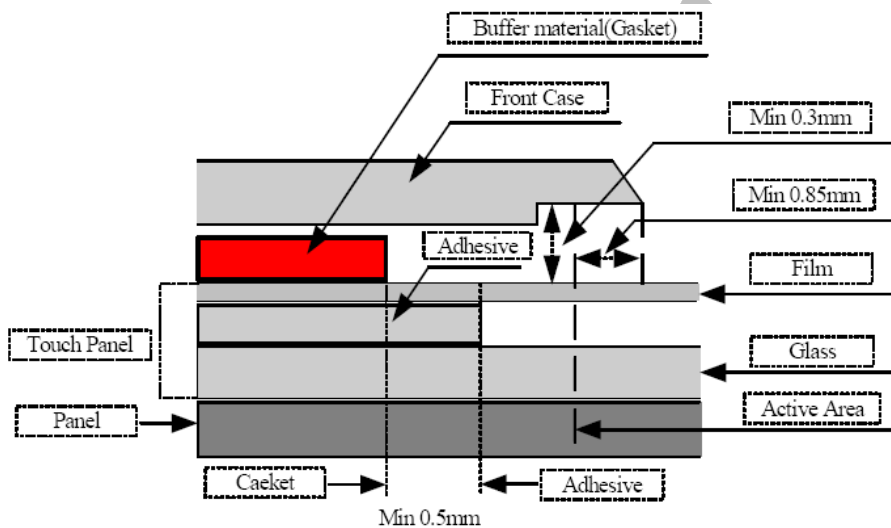 Buffer material(Gasket)
Front Case
Min 0.3mm
Min 0.85mm
Adhesive
Film
Touch Panel
Glass
Panel
Active Area
Caeket
Adhesive
Min 0.5mm